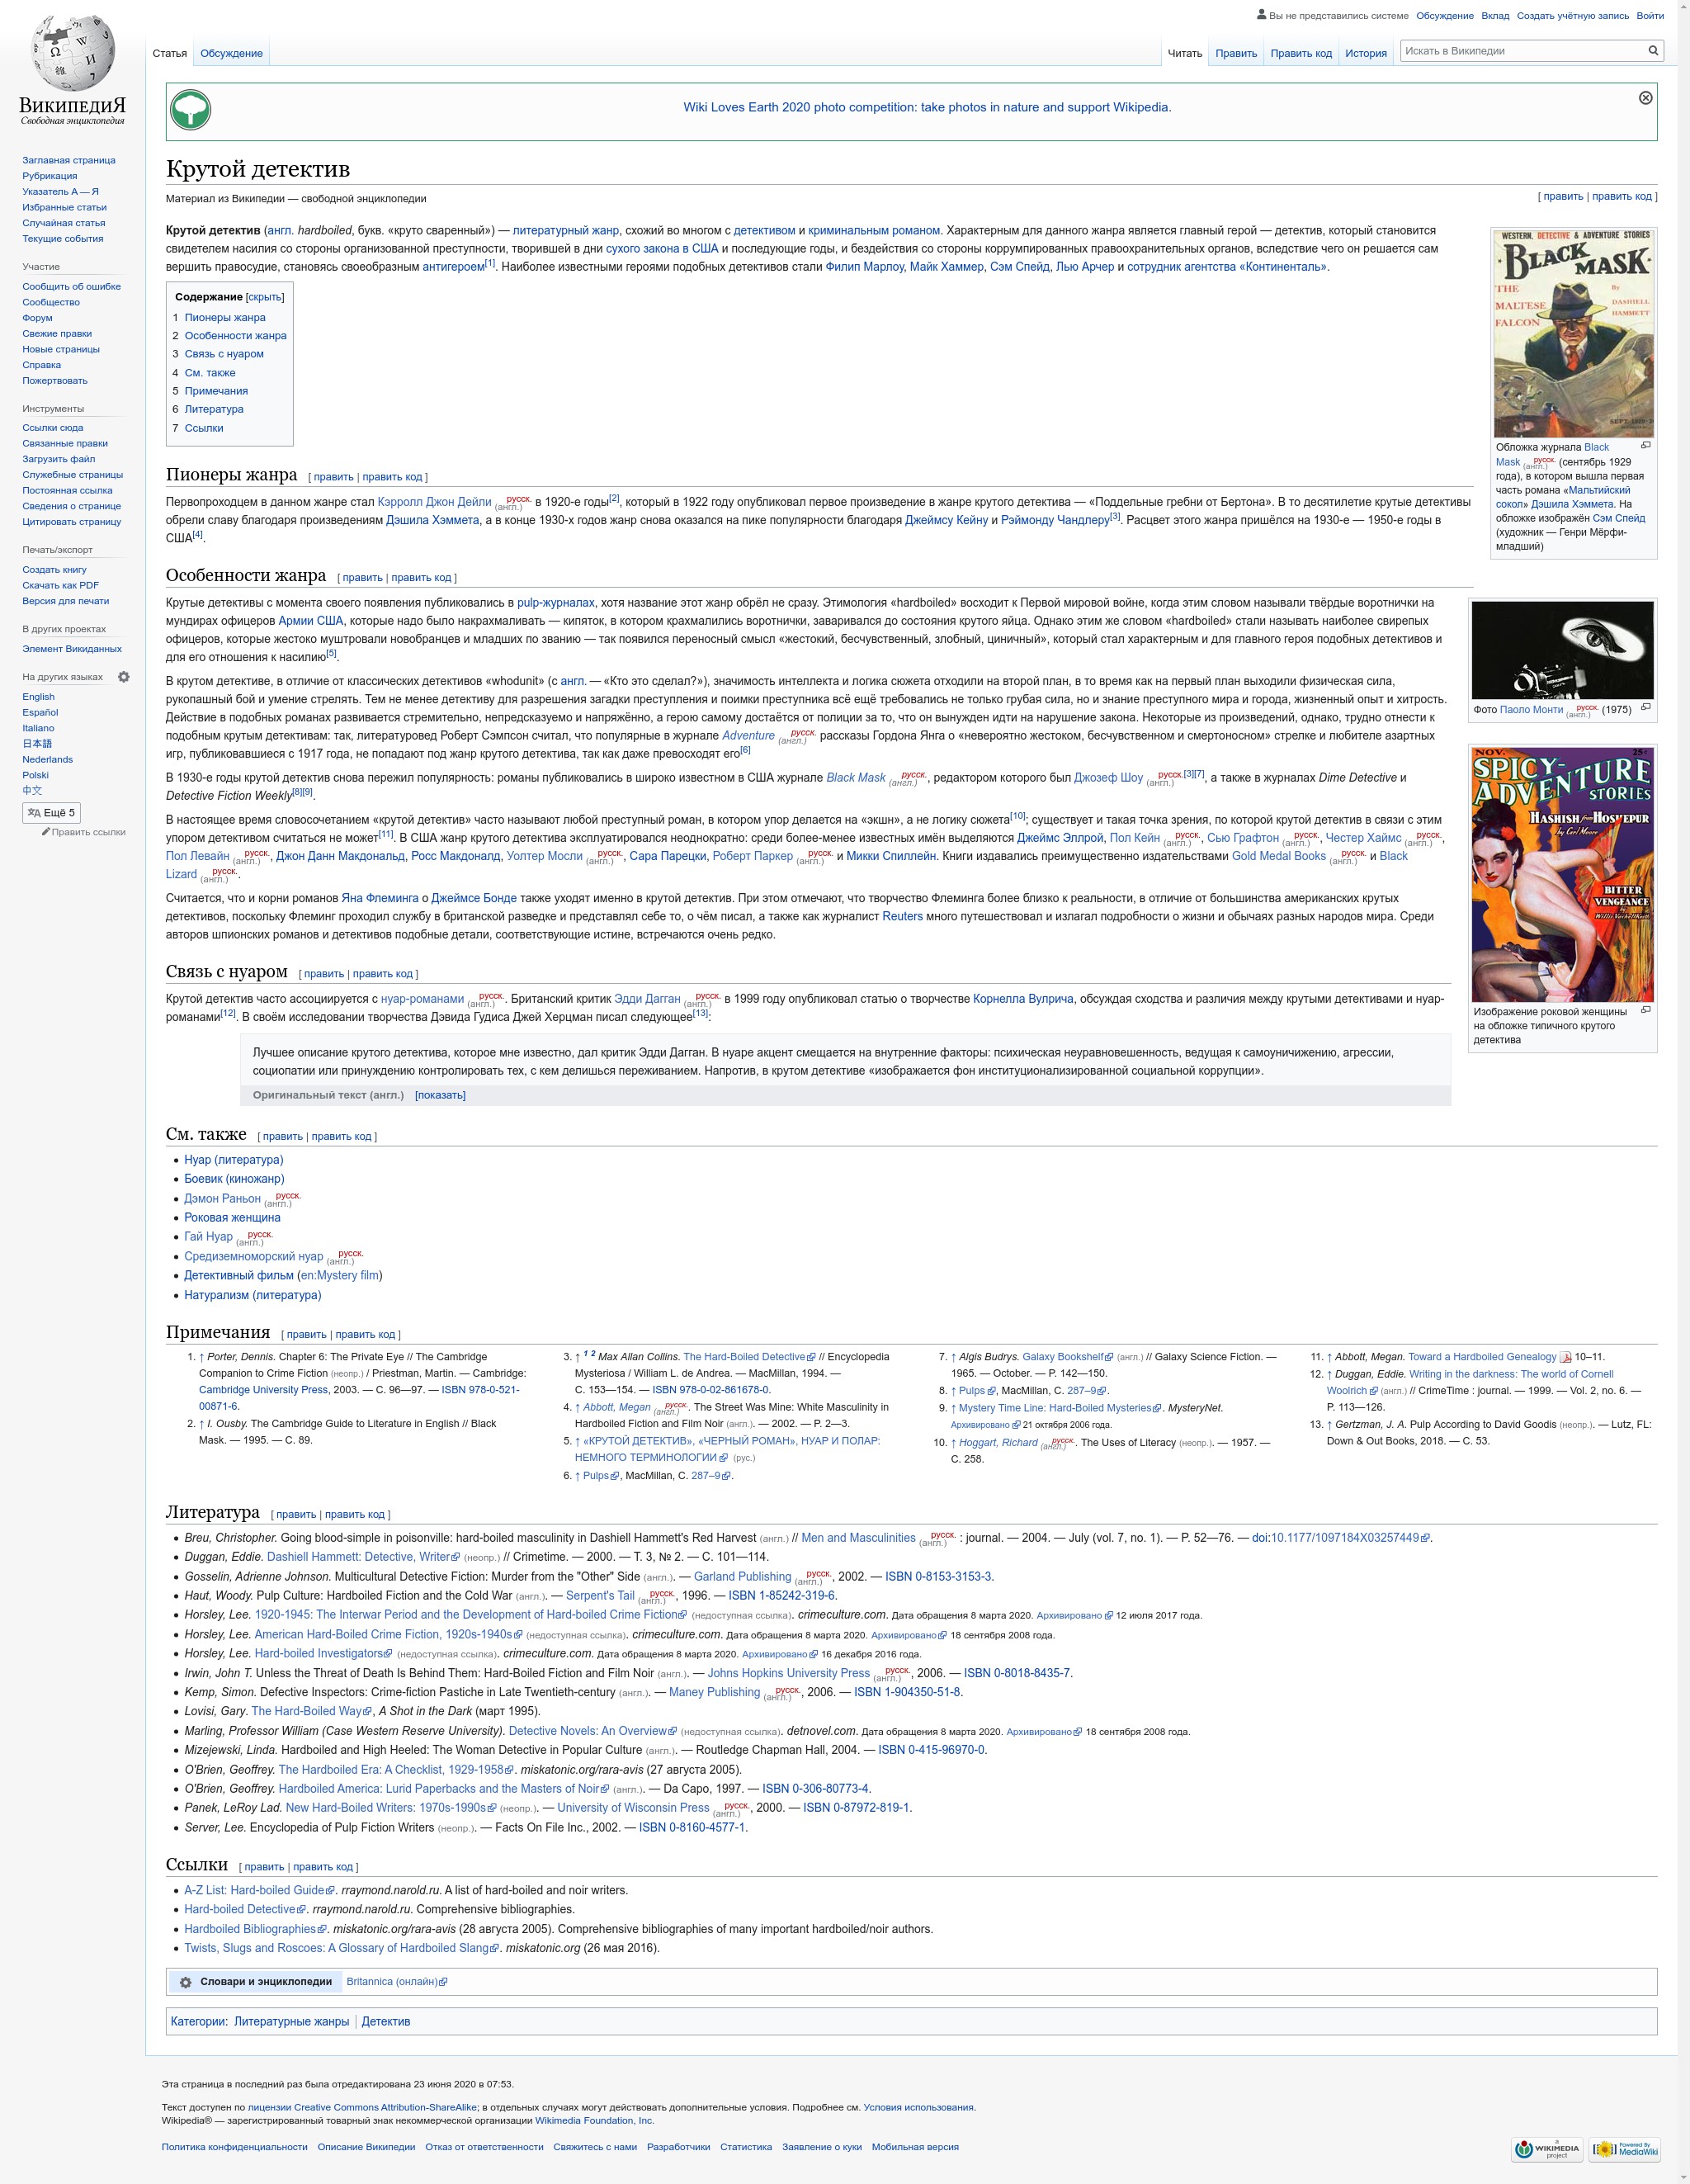 Вы не представились системе Обсуждение Вклад Создать учётную запись Войти
Статья Обсуждение Читать Править Править код История Искать в Википедии
ВикипедиЯ
Свободная энциклопедия
Заглавная страница
Рубрикация
Указатель А — Я
Избранные статьи
Случайная статья
Текущие события
Участие
Сообщить об ошибке
Сообщество
Форум
Свежие правки
Новые страницы
Справка
Пожертвовать
Инструменты
Ссылки сюда
Связанные правки
Загрузить файл
Служебные страницы
Постоянная ссылка
Сведения о странице
Цитировать страницу
Печать/экспорт
Создать книгу
Скачать как PDF
Версия для печати
В других проектах
Элемент Викиданных
На других языках
English
Español
Italiano
日本語
Nederlands
Polski
中文
Ещё 5
Править ссылки
Wiki Loves Earth 2020 photo competition: take photos in nature and support Wikipedia.
Крутой детектив
Материал из Википедии — свободной энциклопедии
[ править | править код ]
Крутой детектив (англ. hardboiled, букв. «круто сваренный») — литературный жанр, схожий во многом с детективом и криминальным романом. Характерным для данного жанра является главный герой — детектив, который становится
свидетелем насилия со стороны организованной преступности, творившей в дни сухого закона в США и последующие годы, и бездействия со стороны коррумпированных правоохранительных органов, вследствие чего он решается сам
вершить правосудие, становясь своеобразным антигероем[1]. Наиболее известными героями подобных детективов стали Филип Марлоу, Майк Хаммер, Сэм Спейд, Лью Арчер и сотрудник агентства «Континенталь».
WESTERN, DETECTIVE & ADVENTURE STORIES
BLACK MASK
THE MALTESE FALCON
By DASHIELL HAMMETT
Обложка журнала Black
Mask русск. (англ.) (сентябрь 1929
года), в котором вышла первая
часть романа «Мальтийский
сокол» Дэшила Хэммета. На
обложке изображён Сэм Спейд
(художник — Генри Мёрфи-
младший)
Содержание [скрыть]
1 Пионеры жанра
2 Особенности жанра
3 Связь с нуаром
4 См. также
5 Примечания
6 Литература
7 Ссылки
Пионеры жанра [ править | править код ]
Первопроходцем в данном жанре стал Кэрролл Джон Дейли русск. (англ.) в 1920-е годы[2], который в 1922 году опубликовал первое произведение в жанре крутого детектива — «Поддельные гребни от Бертона». В то десятилетие крутые детективы
обрели славу благодаря произведениям Дэшила Хэммета, а в конце 1930-х годов жанр снова оказался на пике популярности благодаря Джеймсу Кейну и Рэймонду Чандлеру[3]. Расцвет этого жанра пришёлся на 1930-е — 1950-е годы в
США[4].
Особенности жанра [ править | править код ]
Крутые детективы с момента своего появления публиковались в pulp-журналах, хотя название этот жанр обрёл не сразу. Этимология «hardboiled» восходит к Первой мировой войне, когда этим словом называли твёрдые воротнички на
мундирах офицеров Армии США, которые надо было накрахмаливать — кипяток, в котором крахмалились воротнички, заваривался до состояния крутого яйца. Однако этим же словом «hardboiled» стали называть наиболее свирепых
офицеров, которые жестоко муштровали новобранцев и младших по званию — так появился переносный смысл «жестокий, бесчувственный, злобный, циничный», который стал характерным и для главного героя подобных детективов и
для его отношения к насилию[5].
В крутом детективе, в отличие от классических детективов «whodunit» (с англ. — «Кто это сделал?»), значимость интеллекта и логика сюжета отходили на второй план, в то время как на первый план выходили физическая сила,
рукопашный бой и умение стрелять. Тем не менее детективу для разрешения загадки преступления и поимки преступника всё ещё требовались не только грубая сила, но и знание преступного мира и города, жизненный опыт и хитрость.
Действие в подобных романах развивается стремительно, непредсказуемо и напряжённо, а герою самому достаётся от полиции за то, что он вынужден идти на нарушение закона. Некоторые из произведений, однако, трудно отнести к
подобным крутым детективам: так, литературовед Роберт Сэмпсон считал, что популярные в журнале Adventure русск. (англ.) рассказы Гордона Янга о «невероятно жестоком, бесчувственном и смертоносном» стрелке и любителе азартных
игр, публиковавшиеся с 1917 года, не попадают под жанр крутого детектива, так как даже превосходят его[6]
Фото Паоло Монти русск. (англ.) (1975)
В 1930-е годы крутой детектив снова пережил популярность: романы публиковались в широко известном в США журнале Black Mask русск. (англ.), редактором которого был Джозеф Шоу русск. (англ.)[3][7], а также в журналах Dime Detective и
Detective Fiction Weekly[8][9].
В настоящее время словосочетанием «крутой детектив» часто называют любой преступный роман, в котором упор делается на «экшн», а не логику сюжета[10]; существует и такая точка зрения, по которой крутой детектив в связи с этим
упором детективом считаться не может[11]. В США жанр крутого детектива эксплуатировался неоднократно: среди более-менее известных имён выделяются Джеймс Эллрой, Пол Кейн русск. (англ.), Сью Графтон русск. (англ.), Честер Хаймс русск. (англ.),
Пол Левайн русск. (англ.), Джон Данн Макдональд, Росс Макдоналд, Уолтер Мосли русск. (англ.), Сара Парецки, Роберт Паркер русск. (англ.) и Микки Спиллейн. Книги издавались преимущественно издательствами Gold Medal Books русск. (англ.) и Black
Lizard русск. (англ.).
Считается, что и корни романов Яна Флеминга о Джеймсе Бонде также уходят именно в крутой детектив. При этом отмечают, что творчество Флеминга более близко к реальности, в отличие от большинства американских крутых
детективов, поскольку Флеминг проходил службу в британской разведке и представлял себе то, о чём писал, а также как журналист Reuters много путешествовал и излагал подробности о жизни и обычаях разных народов мира. Среди
авторов шпионских романов и детективов подобные детали, соответствующие истине, встречаются очень редко.
NOV. 25¢
SPICY-ADVENTURE STORIES
HASHISH FROM HOSHEPUR
by Carl Moore
BITTER VENGEANCE
Изображение роковой женщины
на обложке типичного крутого
детектива
Связь с нуаром [ править | править код ]
Крутой детектив часто ассоциируется с нуар-романами русск. (англ.). Британский критик Эдди Дагган русск. (англ.) в 1999 году опубликовал статью о творчестве Корнелла Вулрича, обсуждая сходства и различия между крутыми детективами и нуар-
романами[12]. В своём исследовании творчества Дэвида Гудиса Джей Херцман писал следующее[13]:
Лучшее описание крутого детектива, которое мне известно, дал критик Эдди Дагган. В нуаре акцент смещается на внутренние факторы: психическая неуравновешенность, ведущая к самоуничижению, агрессии,
социопатии или принуждению контролировать тех, с кем делишься переживанием. Напротив, в крутом детективе «изображается фон институционализированной социальной коррупции».
Оригинальный текст (англ.) [показать]
См. также [ править | править код ]
Нуар (литература)
Боевик (киножанр)
Дэмон Раньон русск. (англ.)
Роковая женщина
Гай Нуар русск. (англ.)
Средиземноморский нуар русск. (англ.)
Детективный фильм (en:Mystery film)
Натурализм (литература)
Примечания [ править | править код ]
1. ↑ Porter, Dennis. Chapter 6: The Private Eye // The Cambridge
Companion to Crime Fiction (неопр.) / Priestman, Martin. — Cambridge:
Cambridge University Press, 2003. — С. 96—97. — ISBN 978-0-521-
00871-6.
2. ↑ I. Ousby. The Cambridge Guide to Literature in English // Black
Mask. — 1995. — С. 89.
3. ↑ 1 2 Max Allan Collins. The Hard-Boiled Detective // Encyclopedia
Mysteriosa / William L. de Andrea. — MacMillan, 1994. —
С. 153—154. — ISBN 978-0-02-861678-0.
4. ↑ Abbott, Megan русск. (англ.). The Street Was Mine: White Masculinity in
Hardboiled Fiction and Film Noir (англ.). — 2002. — P. 2—3.
5. ↑ «КРУТОЙ ДЕТЕКТИВ», «ЧЕРНЫЙ РОМАН», НУАР И ПОЛАР:
НЕМНОГО ТЕРМИНОЛОГИИ (рус.)
6. ↑ Pulps, MacMillan, С. 287–9.
7. ↑ Algis Budrys. Galaxy Bookshelf (англ.) // Galaxy Science Fiction. —
1965. — October. — P. 142—150.
8. ↑ Pulps, MacMillan, С. 287–9.
9. ↑ Mystery Time Line: Hard-Boiled Mysteries. MysteryNet.
Архивировано 21 октября 2006 года.
10. ↑ Hoggart, Richard русск. (англ.). The Uses of Literacy (неопр.). — 1957. —
С. 258.
11. ↑ Abbott, Megan. Toward a Hardboiled Genealogy 10–11.
12. ↑ Duggan, Eddie. Writing in the darkness: The world of Cornell
Woolrich (англ.) // CrimeTime : journal. — 1999. — Vol. 2, no. 6. —
P. 113—126.
13. ↑ Gertzman, J. A. Pulp According to David Goodis (неопр.). — Lutz, FL:
Down & Out Books, 2018. — С. 53.
Литература [ править | править код ]
Breu, Christopher. Going blood-simple in poisonville: hard-boiled masculinity in Dashiell Hammett's Red Harvest (англ.) // Men and Masculinities русск. (англ.) : journal. — 2004. — July (vol. 7, no. 1). — P. 52—76. — doi:10.1177/1097184X03257449.
Duggan, Eddie. Dashiell Hammett: Detective, Writer (неопр.) // Crimetime. — 2000. — Т. 3, № 2. — С. 101—114.
Gosselin, Adrienne Johnson. Multicultural Detective Fiction: Murder from the "Other" Side (англ.). — Garland Publishing русск. (англ.), 2002. — ISBN 0-8153-3153-3.
Haut, Woody. Pulp Culture: Hardboiled Fiction and the Cold War (англ.). — Serpent's Tail русск. (англ.), 1996. — ISBN 1-85242-319-6.
Horsley, Lee. 1920-1945: The Interwar Period and the Development of Hard-boiled Crime Fiction (недоступная ссылка). crimeculture.com. Дата обращения 8 марта 2020. Архивировано 12 июля 2017 года.
Horsley, Lee. American Hard-Boiled Crime Fiction, 1920s-1940s (недоступная ссылка). crimeculture.com. Дата обращения 8 марта 2020. Архивировано 18 сентября 2008 года.
Horsley, Lee. Hard-boiled Investigators (недоступная ссылка). crimeculture.com. Дата обращения 8 марта 2020. Архивировано 16 декабря 2016 года.
Irwin, John T. Unless the Threat of Death Is Behind Them: Hard-Boiled Fiction and Film Noir (англ.). — Johns Hopkins University Press русск. (англ.), 2006. — ISBN 0-8018-8435-7.
Kemp, Simon. Defective Inspectors: Crime-fiction Pastiche in Late Twentieth-century (англ.). — Maney Publishing русск. (англ.), 2006. — ISBN 1-904350-51-8.
Lovisi, Gary. The Hard-Boiled Way, A Shot in the Dark (март 1995).
Marling, Professor William (Case Western Reserve University). Detective Novels: An Overview (недоступная ссылка). detnovel.com. Дата обращения 8 марта 2020. Архивировано 18 сентября 2008 года.
Mizejewski, Linda. Hardboiled and High Heeled: The Woman Detective in Popular Culture (англ.). — Routledge Chapman Hall, 2004. — ISBN 0-415-96970-0.
O'Brien, Geoffrey. The Hardboiled Era: A Checklist, 1929-1958. miskatonic.org/rara-avis (27 августа 2005).
O'Brien, Geoffrey. Hardboiled America: Lurid Paperbacks and the Masters of Noir (англ.). — Da Capo, 1997. — ISBN 0-306-80773-4.
Panek, LeRoy Lad. New Hard-Boiled Writers: 1970s-1990s (неопр.). — University of Wisconsin Press русск. (англ.), 2000. — ISBN 0-87972-819-1.
Server, Lee. Encyclopedia of Pulp Fiction Writers (неопр.). — Facts On File Inc., 2002. — ISBN 0-8160-4577-1.
Ссылки [ править | править код ]
A-Z List: Hard-boiled Guide. rraymond.narold.ru. A list of hard-boiled and noir writers.
Hard-boiled Detective. rraymond.narold.ru. Comprehensive bibliographies.
Hardboiled Bibliographies. miskatonic.org/rara-avis (28 августа 2005). Comprehensive bibliographies of many important hardboiled/noir authors.
Twists, Slugs and Roscoes: A Glossary of Hardboiled Slang. miskatonic.org (26 мая 2016).
Словари и энциклопедии Britannica (онлайн)
Категории: Литературные жанры | Детектив
Эта страница в последний раз была отредактирована 23 июня 2020 в 07:53.
Текст доступен по лицензии Creative Commons Attribution-ShareAlike; в отдельных случаях могут действовать дополнительные условия. Подробнее см. Условия использования.
Wikipedia® — зарегистрированный товарный знак некоммерческой организации Wikimedia Foundation, Inc.
Политика конфиденциальности Описание Википедии Отказ от ответственности Свяжитесь с нами Разработчики Статистика Заявление о куки Мобильная версия
A WIKIMEDIA project
Powered By MediaWiki